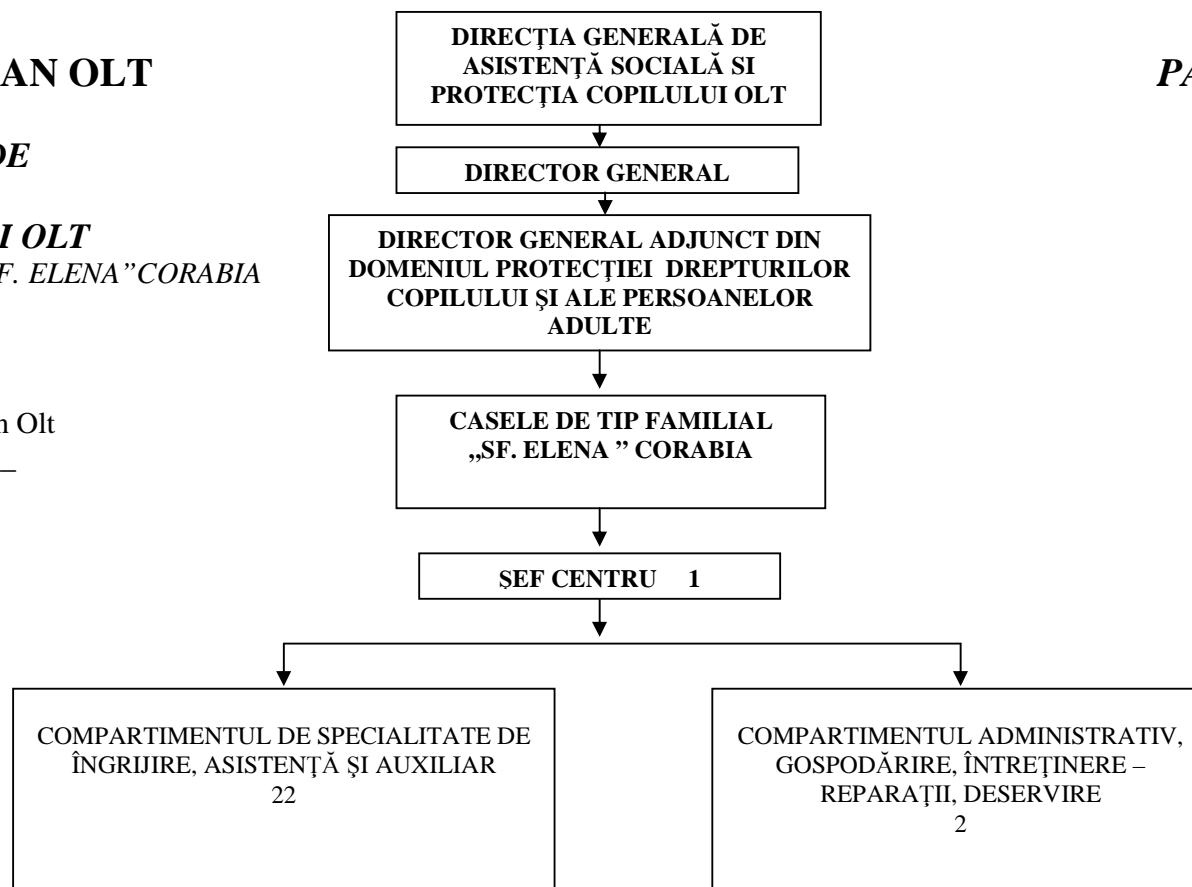 AN OLT
DE
I OLT
F. ELENA”CORABIA
n Olt
–
PA
DIRECŢIA GENERALĂ DE
ASISTENŢĂ SOCIALĂ SI
PROTECŢIA COPILULUI OLT
DIRECTOR GENERAL
DIRECTOR GENERAL ADJUNCT DIN
DOMENIUL PROTECŢIEI DREPTURILOR
COPILULUI ŞI ALE PERSOANELOR
ADULTE
CASELE DE TIP FAMILIAL
„SF. ELENA ” CORABIA
ŞEF CENTRU 1
COMPARTIMENTUL DE SPECIALITATE DE
ÎNGRIJIRE, ASISTENŢĂ ŞI AUXILIAR
22
COMPARTIMENTUL ADMINISTRATIV,
GOSPODĂRIRE, ÎNTREŢINERE –
REPARAŢII, DESERVIRE
2